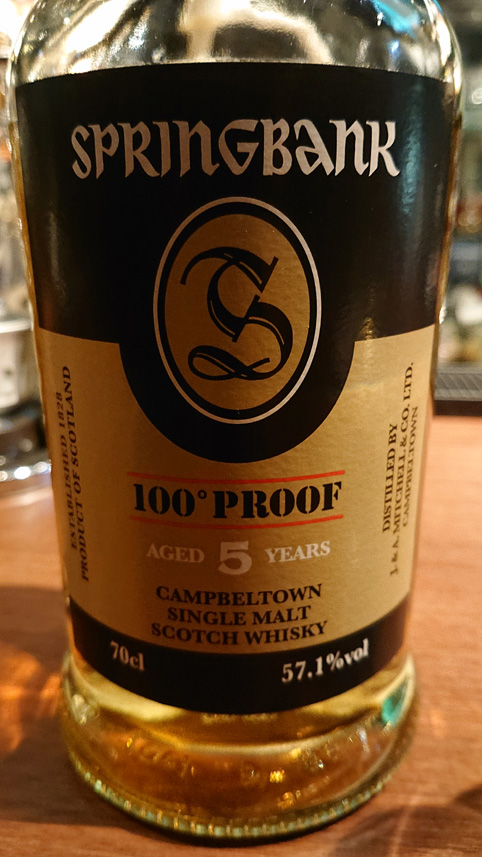 SPRINGBANK
S
ESTABLISHED 1828
PRODUCT OF SCOTLAND
DISTILLED BY
J. & A. MITCHELL & CO. LTD.
CAMPBELTOWN
100° PROOF
AGED 5 YEARS
CAMPBELTOWN
SINGLE MALT
SCOTCH WHISKY
70cl
57.1%vol